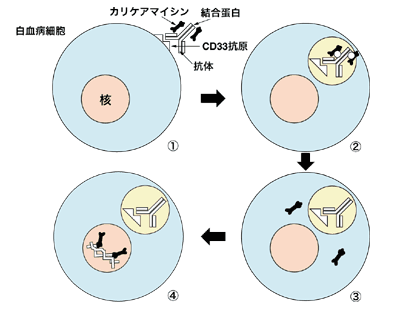 カリケアマイシン
結合蛋白
白血病細胞
CD33抗原
抗体
核
①
②
④
③